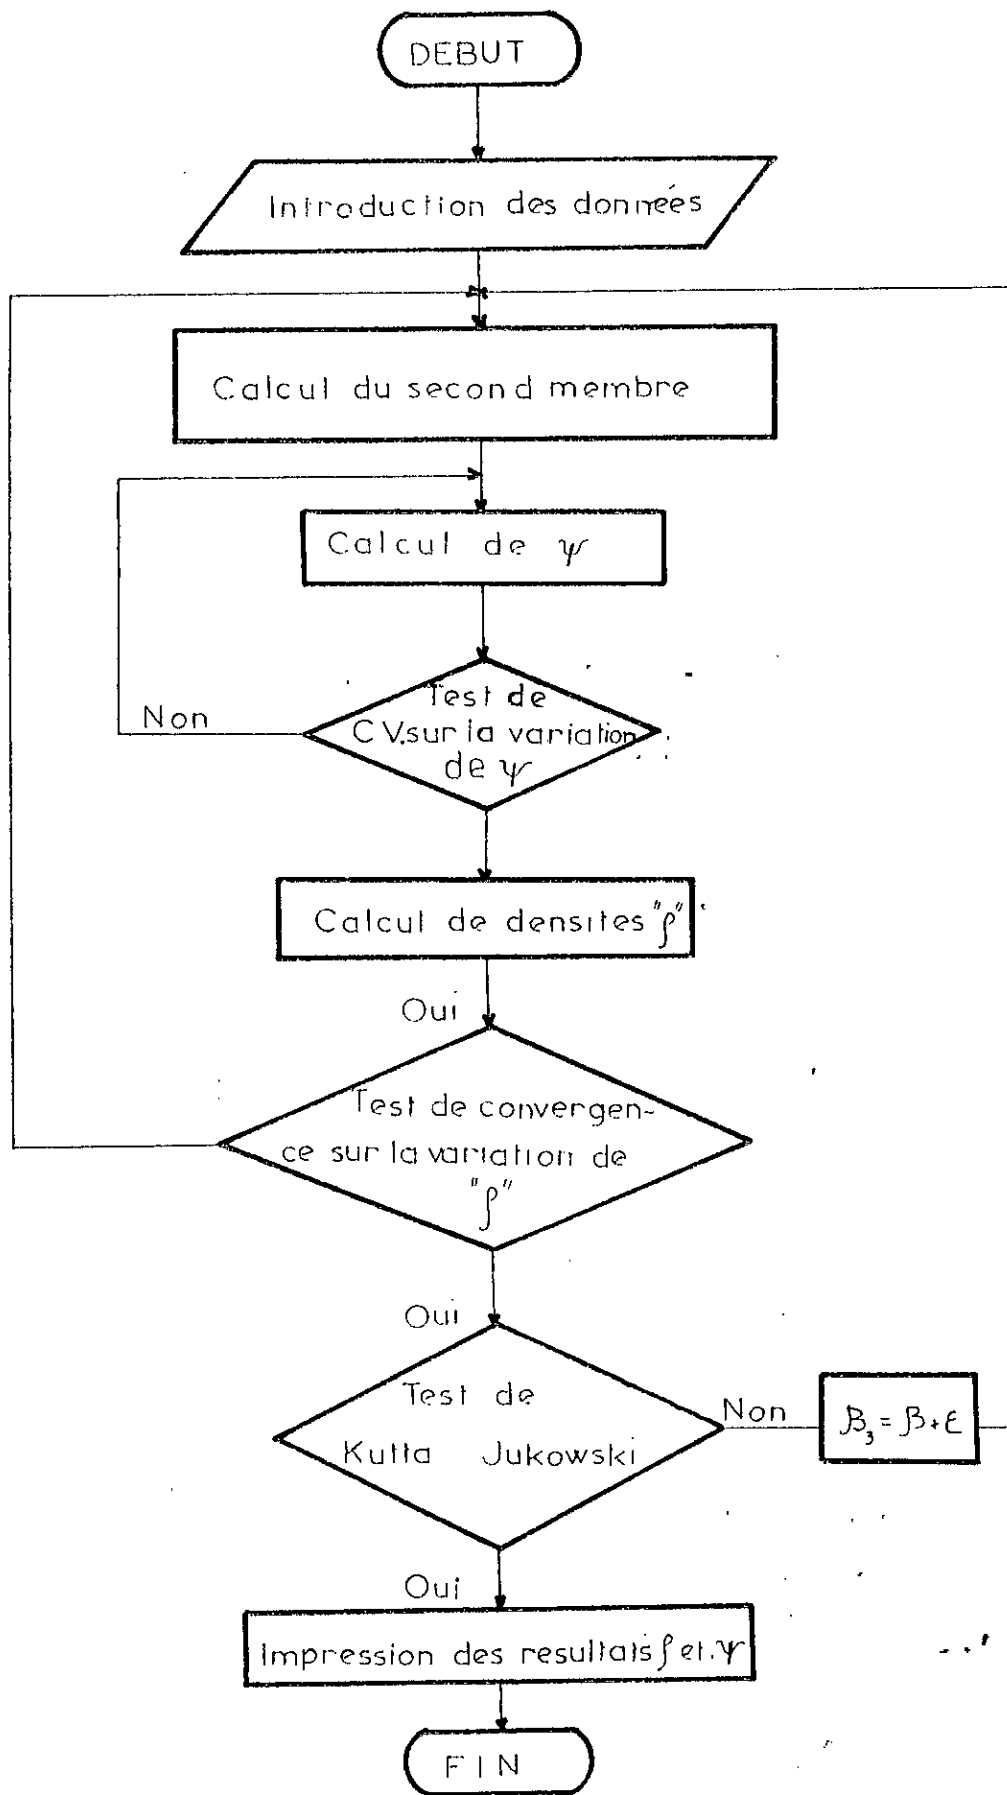 DEBUT
Introduction des données
Calcul du second membre
Calcul de ψ
Non
Test de
CV.sur la variation
de ψ
Calcul de densites "ρ"
Oui
Test de convergen-
ce sur la variation de
"ρ"
Oui
Test de
Kutta Jukowski
Non
β₃ = β + ε
Oui
Impression des resultats ρ et.ψ
FIN